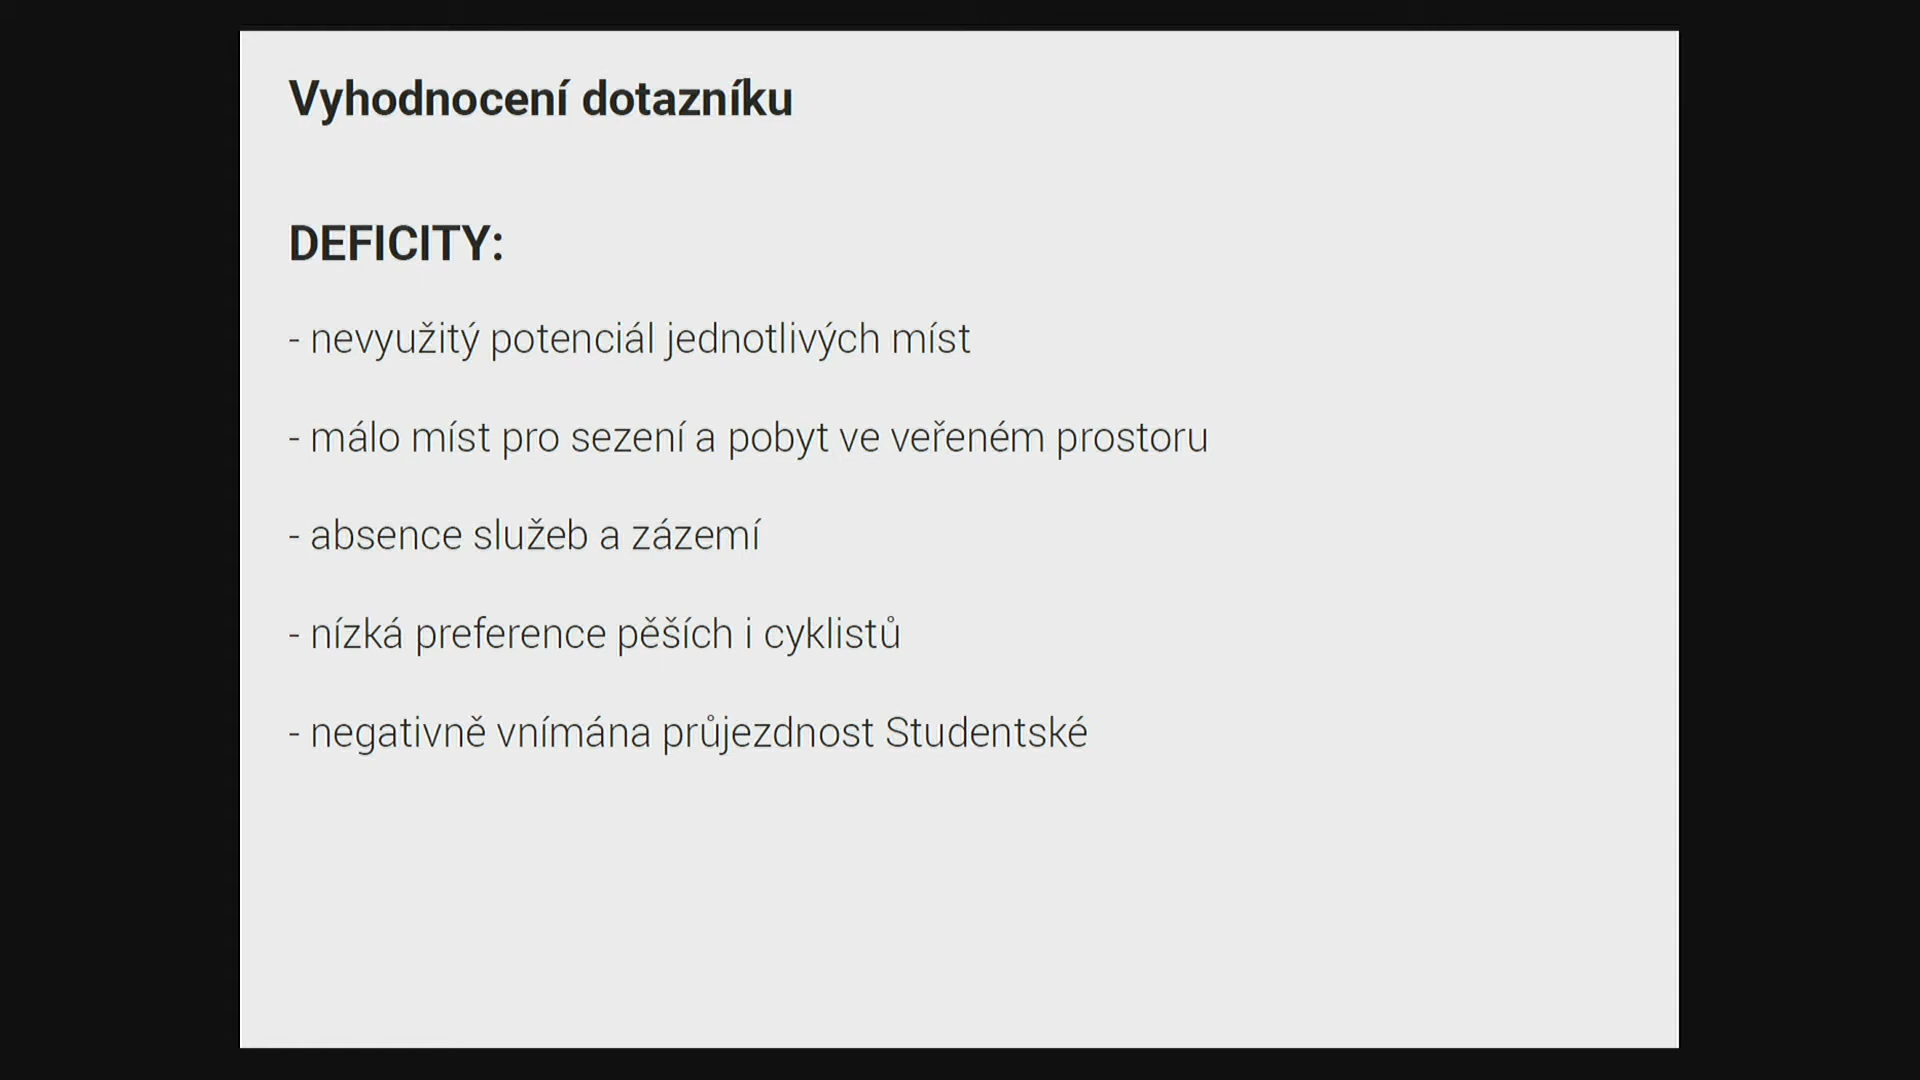 Vyhodnocení dotazníku
DEFICITY:
- nevyužitý potenciál jednotlivých míst
- málo míst pro sezení a pobyt ve veřeném prostoru
- absence služeb a zázemí
- nízká preference pěších i cyklistů
- negativně vnímána průjezdnost Studentské